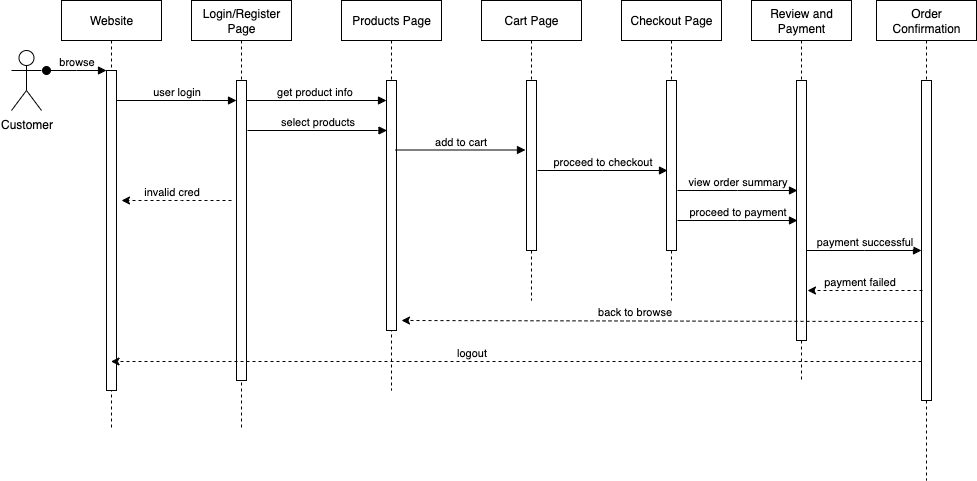 Website
Login/Register
Page
Products Page
Cart Page
Checkout Page
Review and
Payment
Order
Confirmation
Customer
browse
user login
get product info
select products
add to cart
proceed to checkout
invalid cred
view order summary
proceed to payment
payment successful
payment failed
back to browse
logout